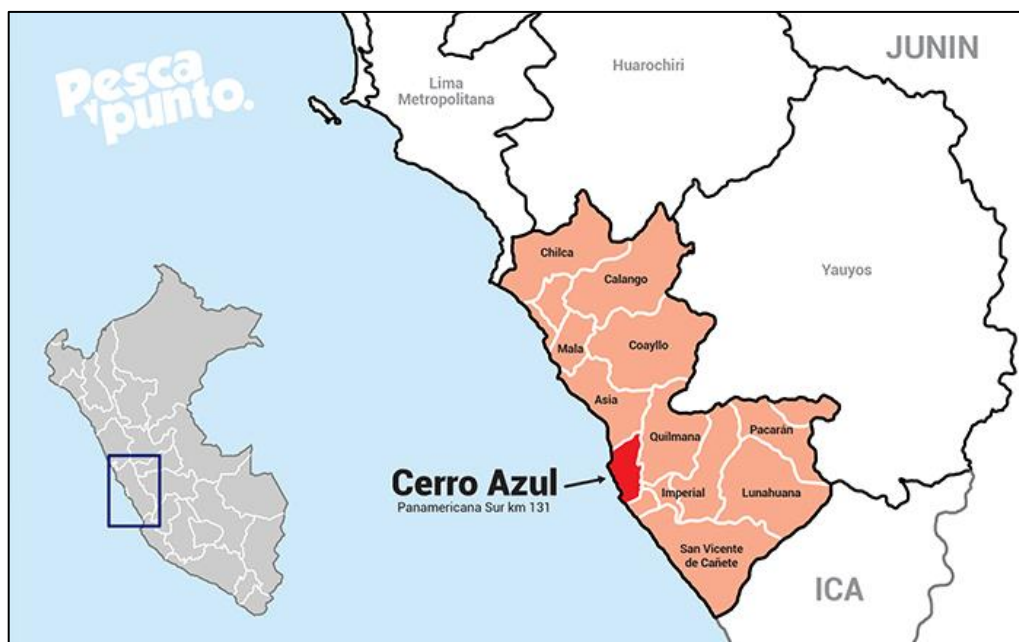 Pesca
y punto.
JUNIN
Huarochiri
Lima
Metropolitana
Yauyos
Chilca
Calango
Mala
Coayllo
Asia
Quilmana
Pacarán
Cerro Azul
Panamericana Sur km 131
Imperial
Lunahuana
San Vicente
de Cañete
ICA